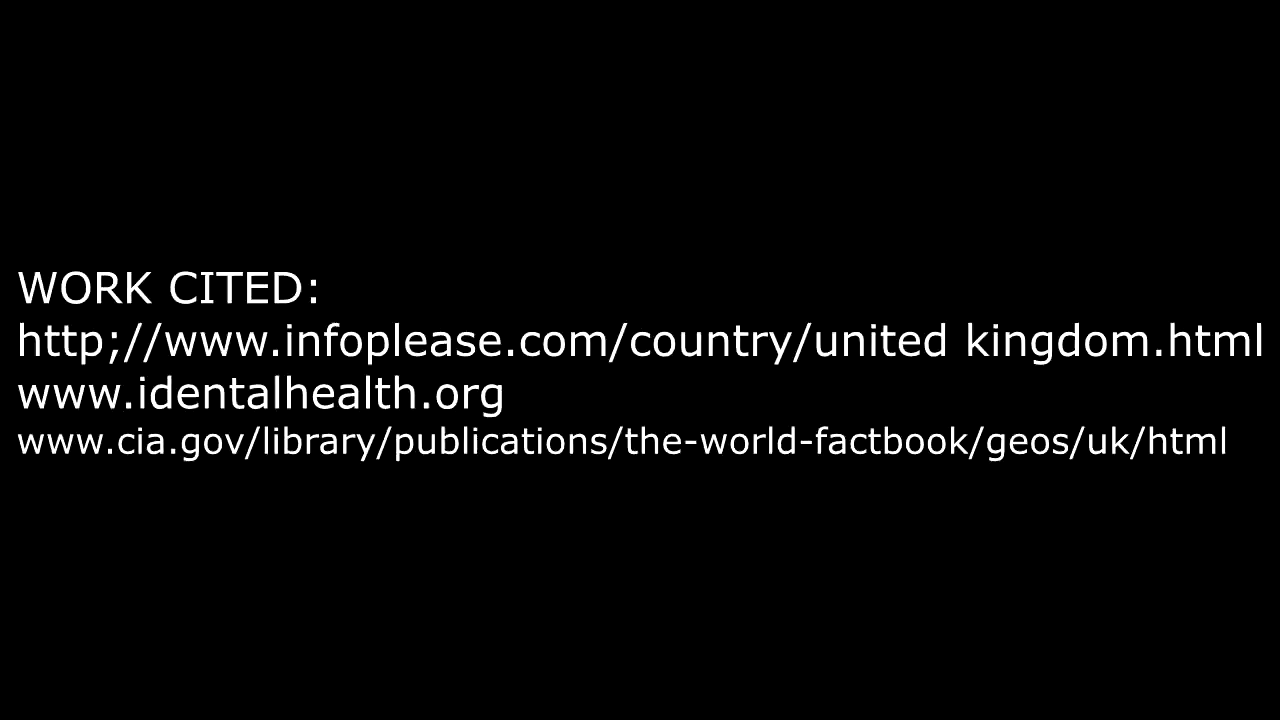 WORK CITED:
http;//www.infoplease.com/country/united kingdom.html
www.identalhealth.org
www.cia.gov/library/publications/the-world-factbook/geos/uk/html